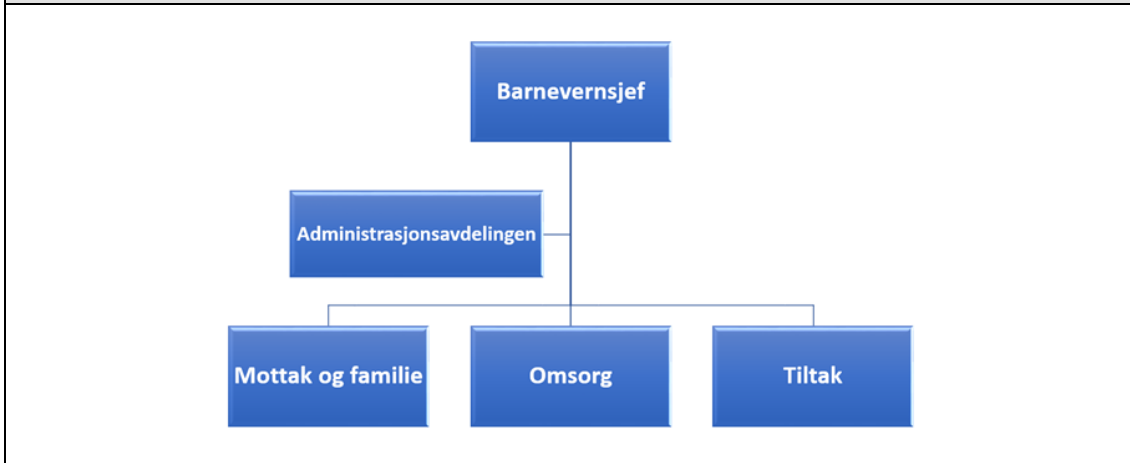 Barnevernsjef
Administrasjonsavdelingen
Mottak og familie
Omsorg
Tiltak